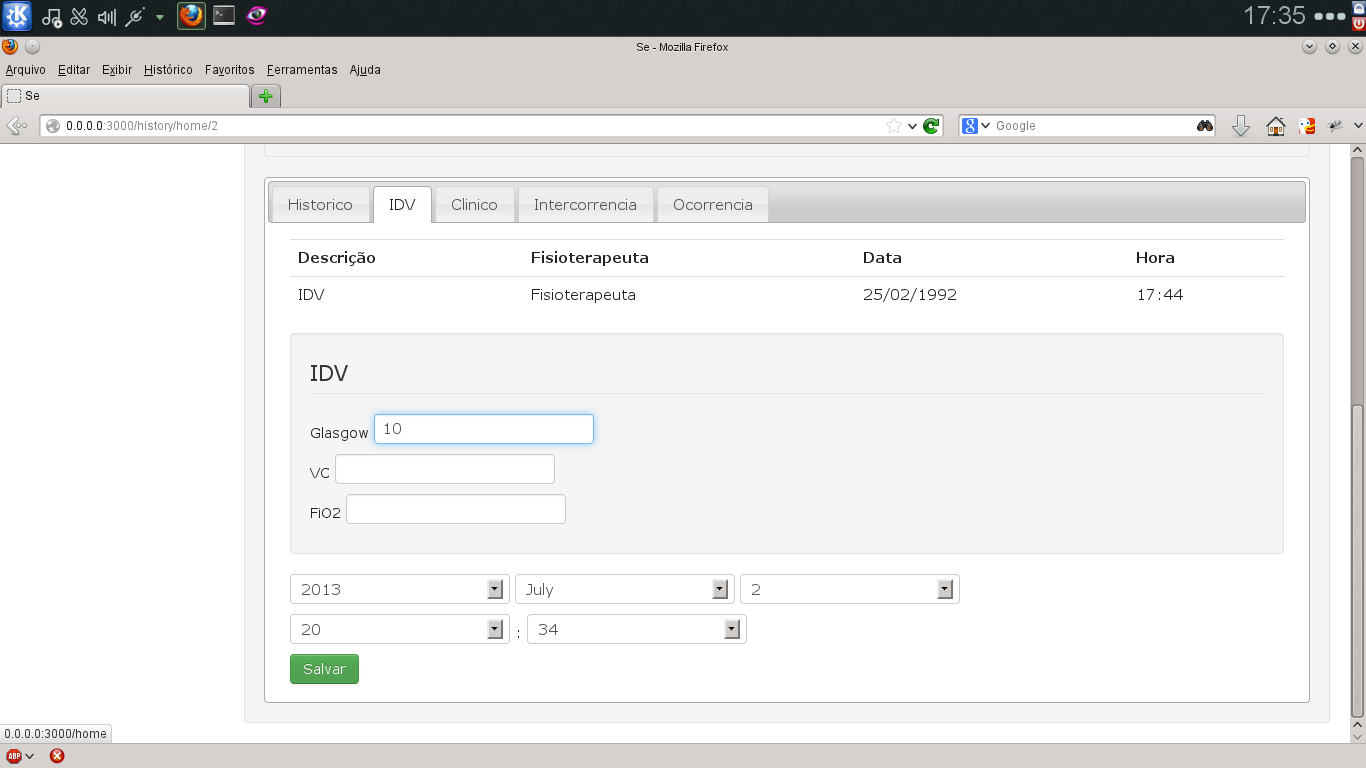 17:35
Se - Mozilla Firefox
Arquivo Editar Exibir Histórico Favoritos Ferramentas Ajuda
Se
0.0.0.0:3000/history/home/2 Google
Historico IDV Clinico Intercorrencia Ocorrencia
Descrição Fisioterapeuta Data Hora
IDV Fisioterapeuta 25/02/1992 17:44
IDV
Glasgow 10
VC
FiO2
2013 July 2
20 : 34
Salvar
0.0.0.0:3000/home
ABP